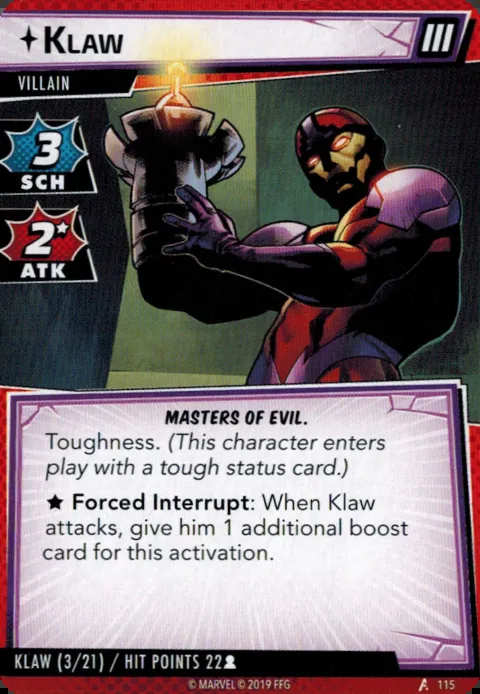 KLAW
III
VILLAIN
3
SCH
2★
ATK
MASTERS OF EVIL.
Toughness. (This character enters
play with a tough status card.)
★ Forced Interrupt: When Klaw
attacks, give him 1 additional boost
card for this activation.
KLAW (3/21) / HIT POINTS 22
© MARVEL © 2019 FFG
115